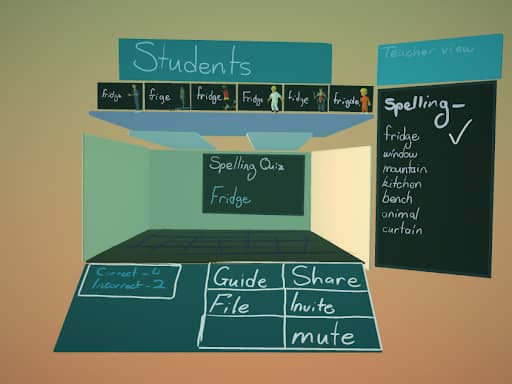 Students
Teacher view
fridge frige fridge Fridge fridge frigde
Spelling-
fridge
window
mountain
kitchen
bench
animal
curtain
Spelling Quiz
Fridge
Correct - 4
Incorrect - 2
Guide Share
File Invite
mute